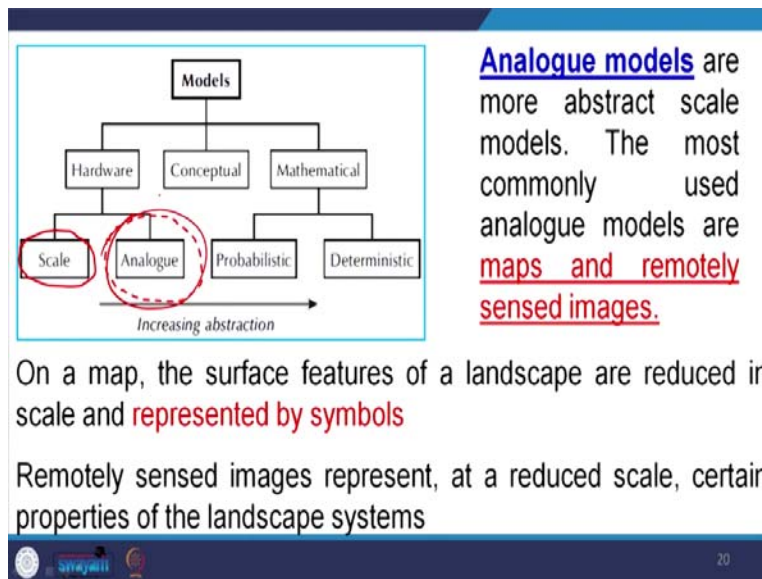 Models
Hardware
Conceptual
Mathematical
Scale
Analogue
Probabilistic
Deterministic
Increasing abstraction
Analogue models are
more abstract scale
models. The most
commonly used
analogue models are
maps and remotely
sensed images.
On a map, the surface features of a landscape are reduced in
scale and represented by symbols
Remotely sensed images represent, at a reduced scale, certain
properties of the landscape systems
swayam
20